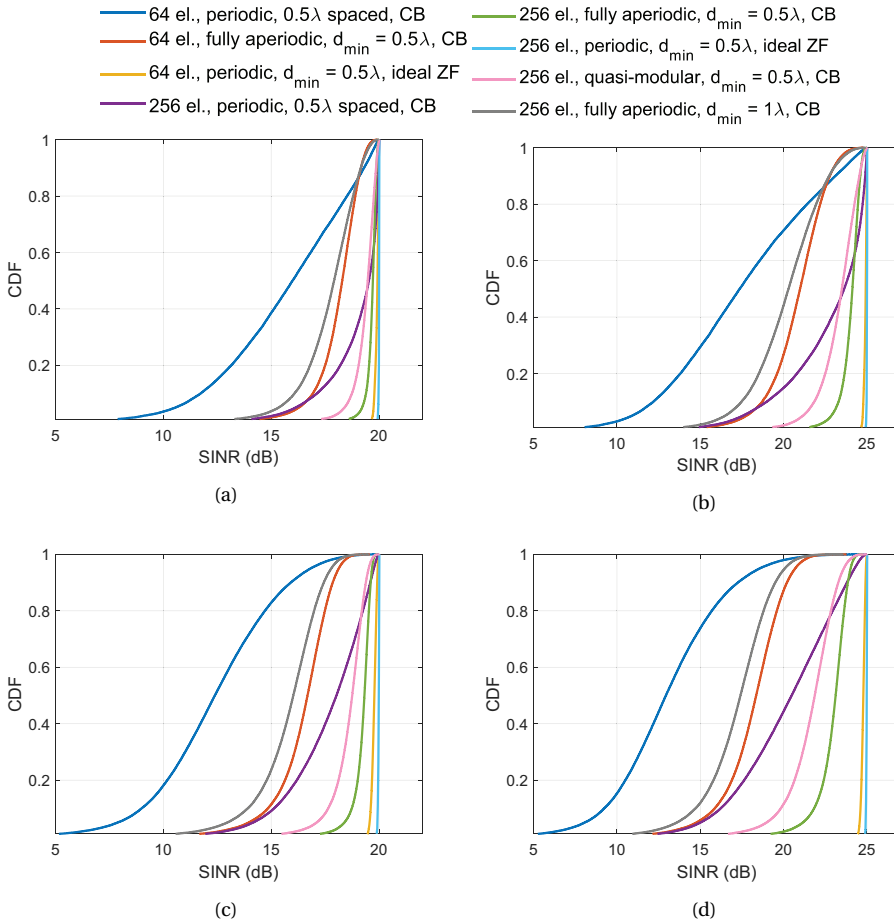 64 el., periodic, 0.5λ spaced, CB
64 el., fully aperiodic, d_min = 0.5λ, CB
64 el., periodic, d_min = 0.5λ, ideal ZF
256 el., periodic, 0.5λ spaced, CB
256 el., fully aperiodic, d_min = 0.5λ, CB
256 el., periodic, d_min = 0.5λ, ideal ZF
256 el., quasi-modular, d_min = 0.5λ, CB
256 el., fully aperiodic, d_min = 1λ, CB
1
0.8
0.6
0.4
0.2
CDF
5 10 15 20
SINR (dB)
(a)
1
0.8
0.6
0.4
0.2
CDF
5 10 15 20 25
SINR (dB)
(b)
1
0.8
0.6
0.4
0.2
CDF
5 10 15 20
SINR (dB)
(c)
1
0.8
0.6
0.4
0.2
CDF
5 10 15 20 25
SINR (dB)
(d)